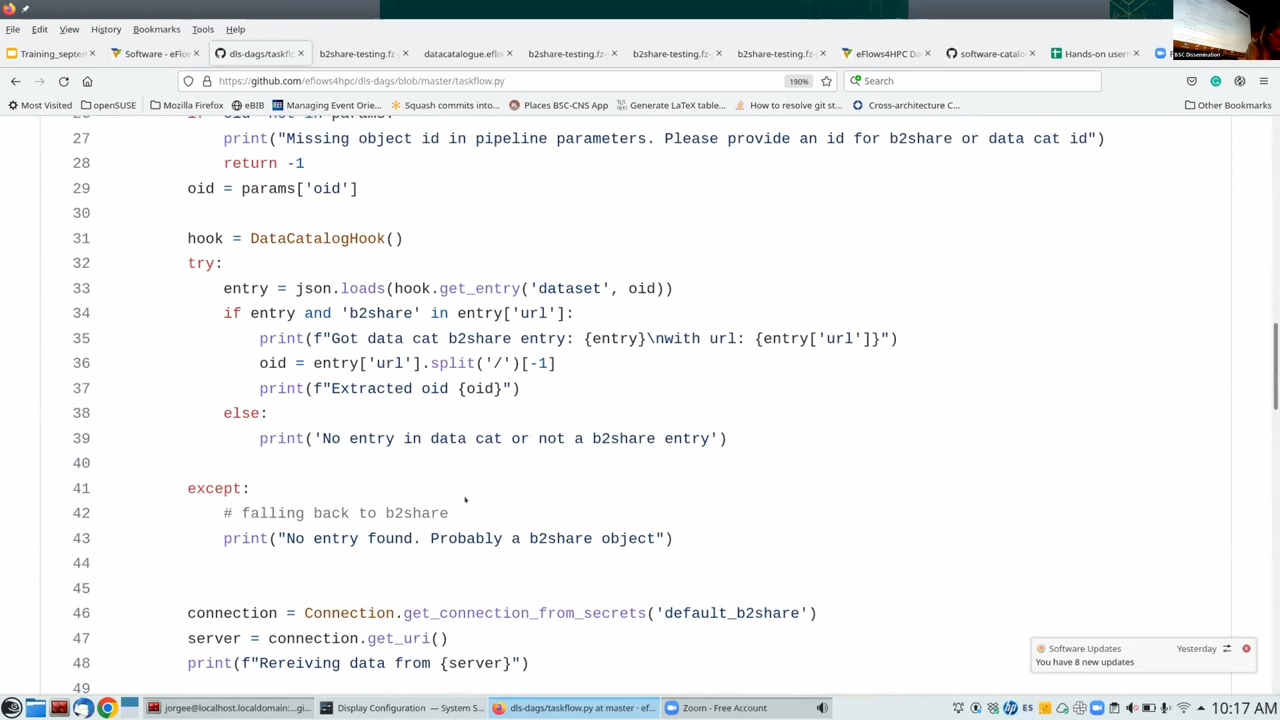 File Edit View History Bookmarks Tools Help
Training_septem
Software - eFlow
dls-dags/taskflo
b2share-testing.fz-
datacatalogue.eflo
b2share-testing.fz-
b2share-testing.fz-
b2share-testing.fz-
eFlows4HPC Da
software-catalo
Hands-on userm
BSC Dissemination
https://github.com/eflows4hpc/dls-dags/blob/master/taskflow.py
190%
Search
Most Visited
openSUSE
Mozilla Firefox
eBIB
Managing Event Orie...
Squash commits into...
Places BSC-CNS App
Generate LaTeX table...
How to resolve git st...
Cross-architecture C...
Other Bookmarks
27 print("Missing object id in pipeline parameters. Please provide an id for b2share or data cat id")
28 return -1
29 oid = params['oid']
30
31 hook = DataCatalogHook()
32 try:
33 entry = json.loads(hook.get_entry('dataset', oid))
34 if entry and 'b2share' in entry['url']:
35 print(f"Got data cat b2share entry: {entry}\nwith url: {entry['url']}")
36 oid = entry['url'].split('/')[-1]
37 print(f"Extracted oid {oid}")
38 else:
39 print('No entry in data cat or not a b2share entry')
40
41 except:
42 # falling back to b2share
43 print("No entry found. Probably a b2share object")
44
45
46 connection = Connection.get_connection_from_secrets('default_b2share')
47 server = connection.get_uri()
48 print(f"Rereiving data from {server}")
49
Software Updates
Yesterday
You have 8 new updates
jorgee@localhost.localdomain:...gi...
Display Configuration — System S...
dls-dags/taskflow.py at master · ef...
Zoom - Free Account
ES
10:17 AM